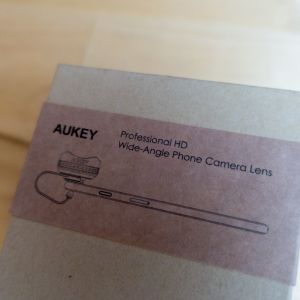 AUKEY
Professional HD
Wide-Angle Phone Camera Lens